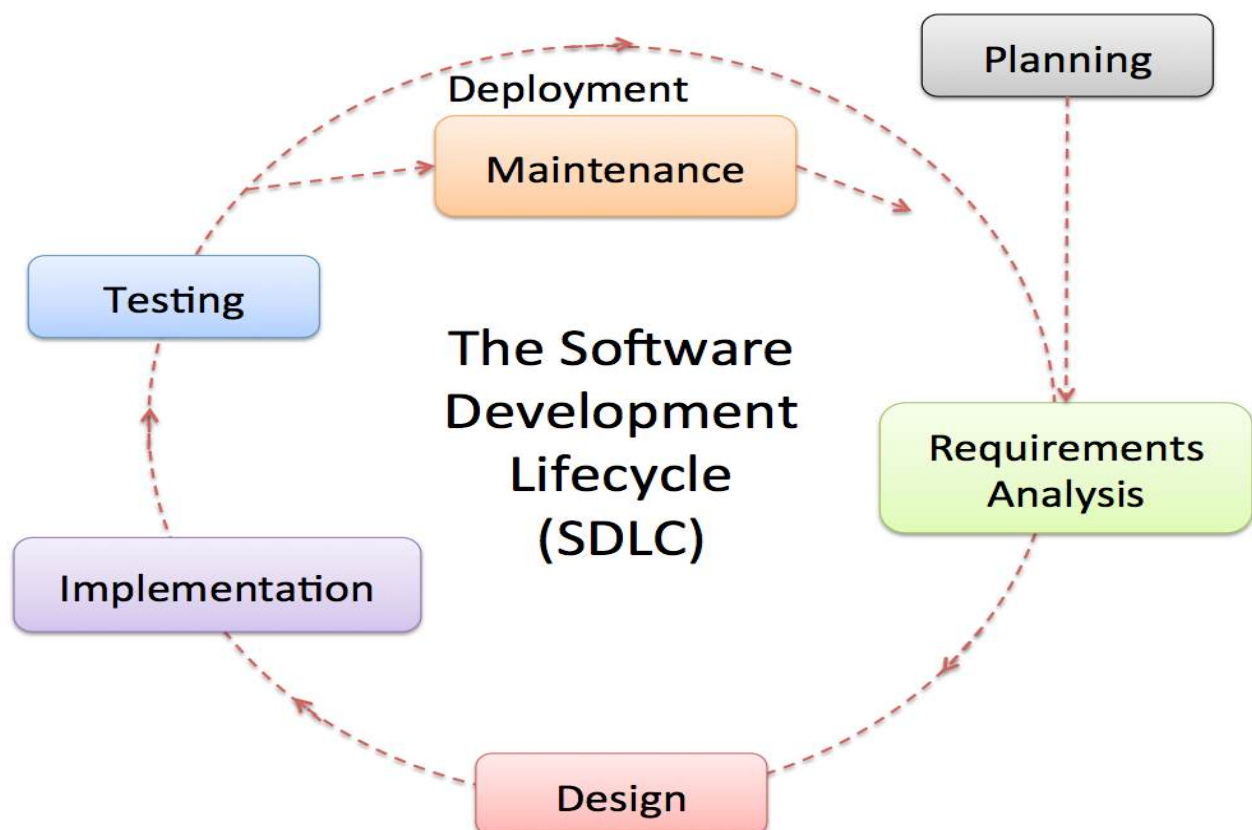 Planning
Deployment
Maintenance
Testing
The Software
Development
Lifecycle
(SDLC)
Requirements
Analysis
Implementation
Design